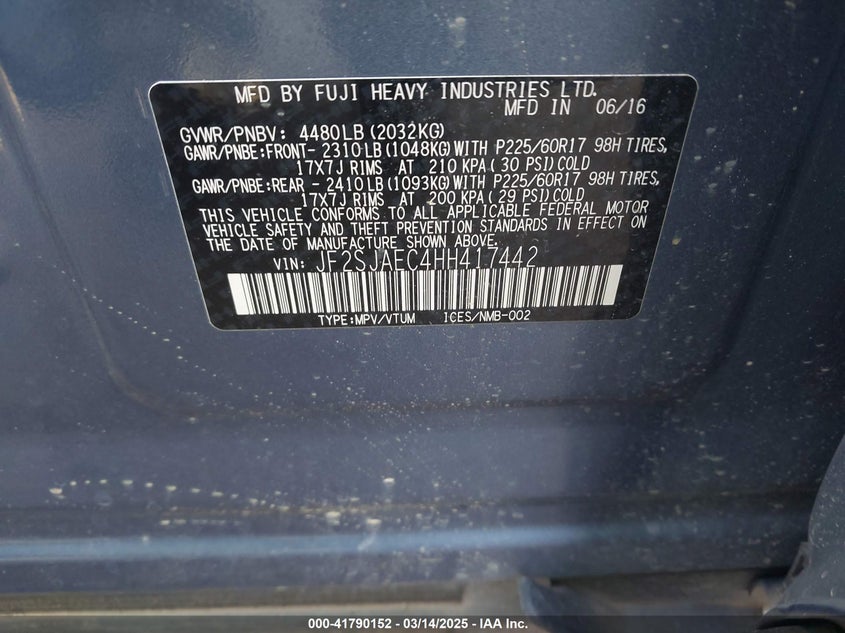 MFD BY FUJI HEAVY INDUSTRIES LTD.
MFD IN 06/16
GVWR/PNBV: 4480LB(2032KG)
GAWR/PNBE:FRONT- 2310LB(1048KG)WITH P225/60R17 98H TIRES,
17X7J RIMS AT 210 KPA(30 PSI)COLD
GAWR/PNBE:REAR - 2410LB(1093KG)WITH P225/60R17 98H TIRES,
17X7J RIMS AT 200 KPA(29 PSI)COLD
THIS VEHICLE CONFORMS TO ALL APPLICABLE FEDERAL MOTOR
VEHICLE SAFETY AND THEFT PREVENTION STANDARDS IN EFFECT ON
THE DATE OF MANUFACTURE SHOWN ABOVE.
VIN: JF2SJAEC4HH417442
TYPE:MPV/VTUM ICES/NMB-002
000-41790152 — 03/14/2025 — IAA Inc.